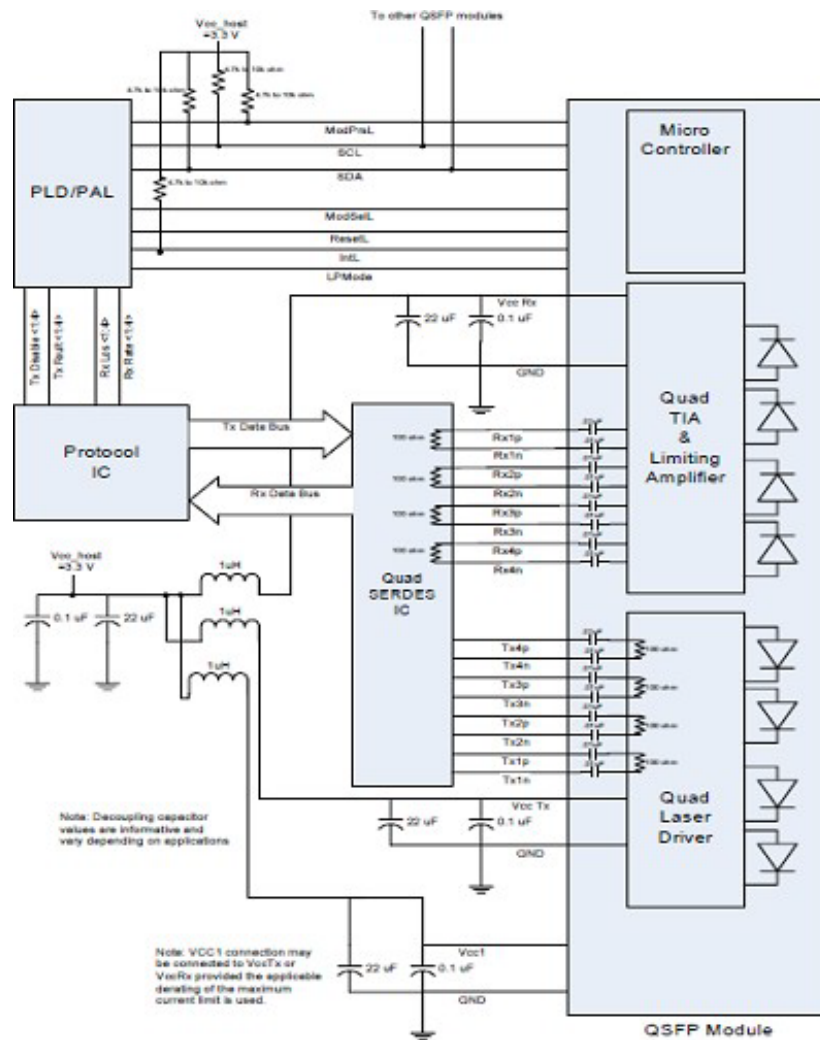 To other QSFP modules
Vcc_host
=3.3 V
4.7k to 10k ohm
4.7k to 10k ohm
4.7k to 10k ohm
4.7k to 10k ohm
PLD/PAL
ModPrsL
SCL
SDA
ModSelL
ResetL
IntL
LPMode
Micro
Controller
Tx Disable <1:4>
Tx Fault <1:4>
Rx Los <1:4>
Rx Rate <1:4>
Vcc Rx
22 uF
0.1 uF
GND
Quad
TIA
&
Limiting
Amplifier
Protocol
IC
Tx Data Bus
Rx Data Bus
100 ohm
100 ohm
100 ohm
100 ohm
Rx1p
Rx1n
Rx2p
Rx2n
Rx3p
Rx3n
Rx4p
Rx4n
Quad
SERDES
IC
Vcc_host
=3.3 V
0.1 uF
22 uF
1uH
1uH
1uH
Tx4p
Tx4n
Tx3p
Tx3n
Tx2p
Tx2n
Tx1p
Tx1n
100 ohm
100 ohm
100 ohm
100 ohm
Quad
Laser
Driver
Vcc Tx
22 uF
0.1 uF
GND
Note: Decoupling capacitor
values are informative and
vary depending on applications
Note: VCC1 connection may
be connected to VccTx or
VccRx provided the applicable
derating of the maximum
current limit is used.
Vcc1
22 uF
0.1 uF
GND
QSFP Module